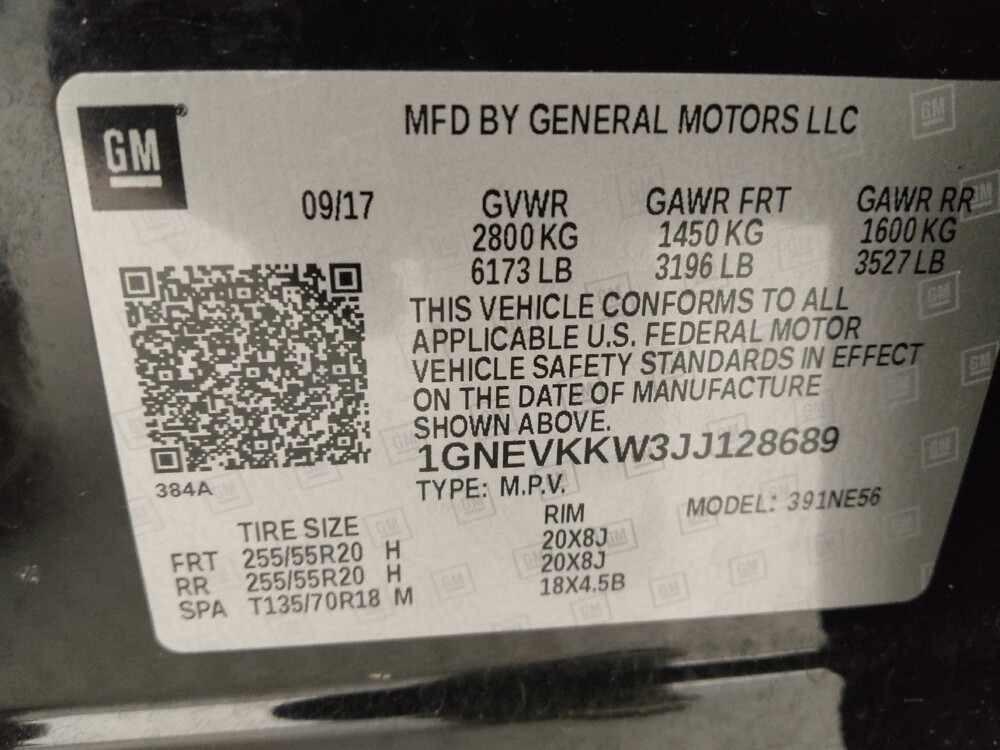 GM
MFD BY GENERAL MOTORS LLC
09/17 GVWR GAWR FRT GAWR RR
2800 KG 1450 KG 1600 KG
6173 LB 3196 LB 3527 LB
THIS VEHICLE CONFORMS TO ALL
APPLICABLE U.S. FEDERAL MOTOR
VEHICLE SAFETY STANDARDS IN EFFECT
ON THE DATE OF MANUFACTURE
SHOWN ABOVE.
1GNEVKKW3JJ128689
384A
TYPE: M.P.V. MODEL: 391NE56
TIRE SIZE RIM
FRT 255/55R20 H 20X8J
RR 255/55R20 H 20X8J
SPA T135/70R18 M 18X4.5B